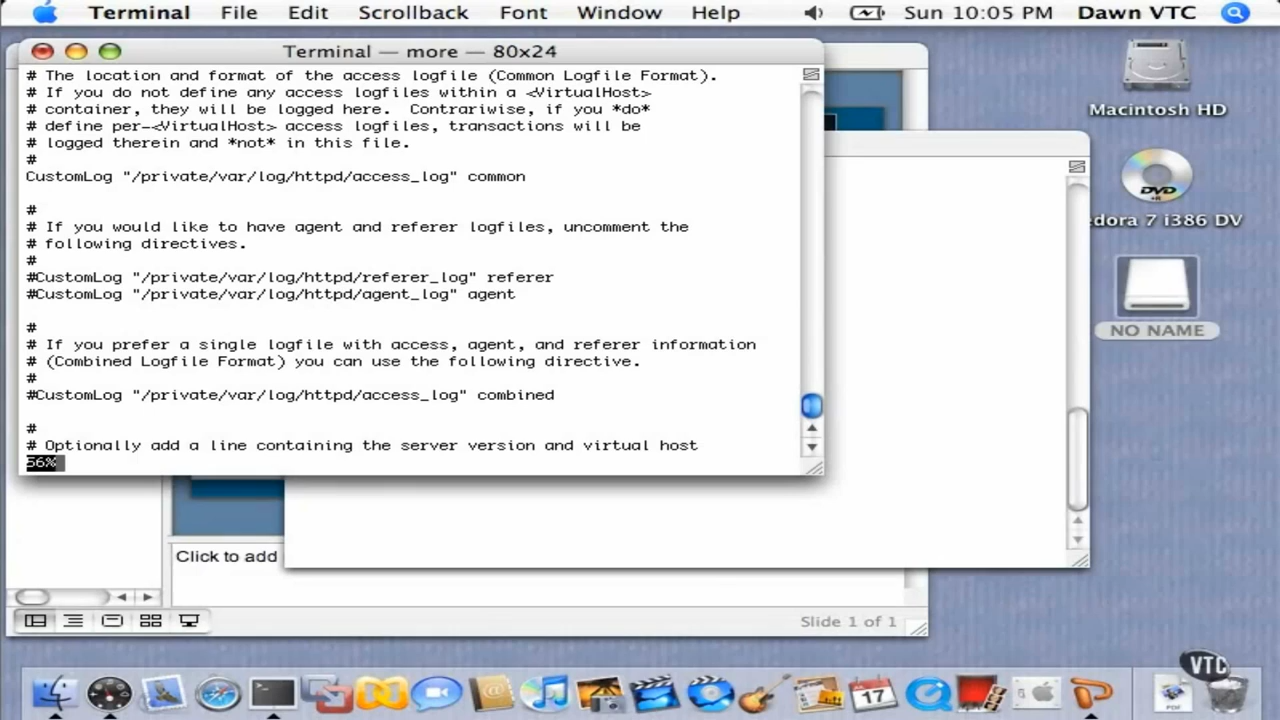 Terminal File Edit Scrollback Font Window Help Sun 10:05 PM Dawn VTC
Terminal — more — 80x24
# The location and format of the access logfile (Common Logfile Format).
# If you do not define any access logfiles within a <VirtualHost>
# container, they will be logged here.  Contrariwise, if you *do*
# define per-<VirtualHost> access logfiles, transactions will be
# logged therein and *not* in this file.
#
CustomLog "/private/var/log/httpd/access_log" common
#
# If you would like to have agent and referer logfiles, uncomment the
# following directives.
#
#CustomLog "/private/var/log/httpd/referer_log" referer
#CustomLog "/private/var/log/httpd/agent_log" agent
#
# If you prefer a single logfile with access, agent, and referer information
# (Combined Logfile Format) you can use the following directive.
#
#CustomLog "/private/var/log/httpd/access_log" combined
#
# Optionally add a line containing the server version and virtual host
56%
Macintosh HD
DVD
dora 7 i386 DV
NO NAME
Click to add
Slide 1 of 1
VTC
17
PDF